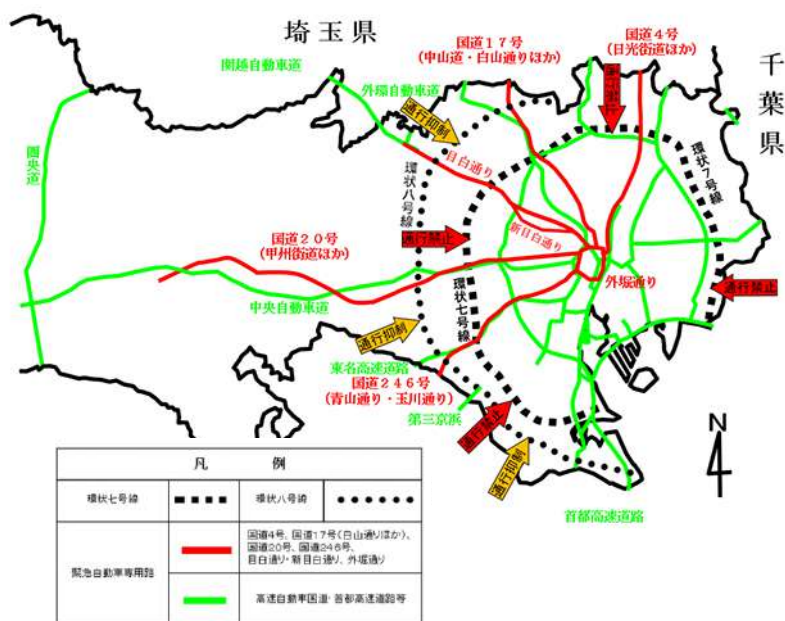 埼玉県
国道17号
(中山道・白山通りほか)
国道4号
(日光街道ほか)
千葉県
関越自動車道
外環自動車道
通行抑制
通行禁止
圏央道
目白通り
環状八号線
環状7号線
国道20号
(甲州街道ほか)
通行禁止
新目白通り
外堀通り
通行禁止
中央自動車道
環状七号線
通行抑制
東名高速道路
国道246号
(青山通り・玉川通り)
第三京浜
通行禁止
通行抑制
N
首都高速道路
凡 例
環状七号線
環状八号線
緊急自動車専用路
国道4号、国道17号(白山通りほか)、
国道20号、国道246号、
目白通り・新目白通り、外堀通り
高速自動車国道・首都高速道路等